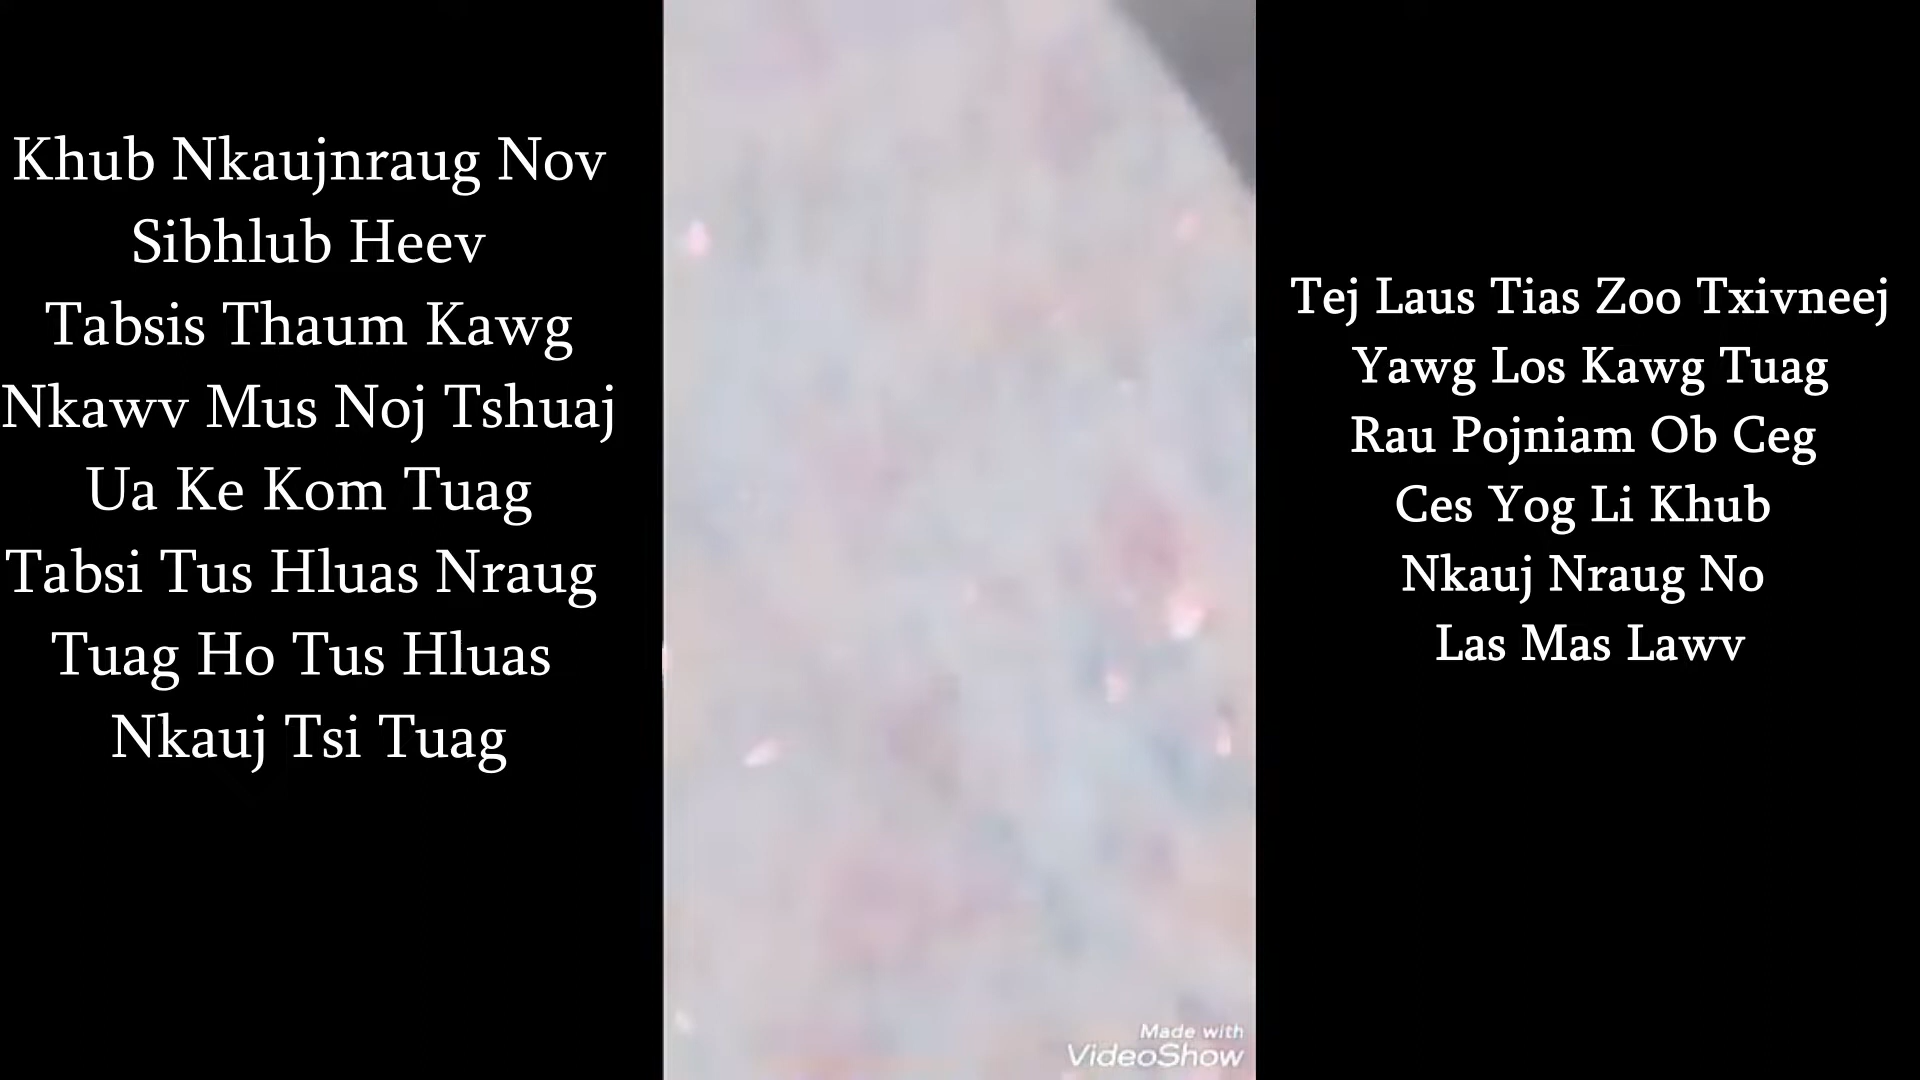 Khub Nkaujnraug Nov
Sibhlub Heev
Tabsis Thaum Kawg
Nkawv Mus Noj Tshuaj
Ua Ke Kom Tuag
Tabsi Tus Hluas Nraug
Tuag Ho Tus Hluas
Nkauj Tsi Tuag
Tej Laus Tias Zoo Txivneej
Yawg Los Kawg Tuag
Rau Pojniam Ob Ceg
Ces Yog Li Khub
Nkauj Nraug No
Las Mas Lawv
Made with
VideoShow